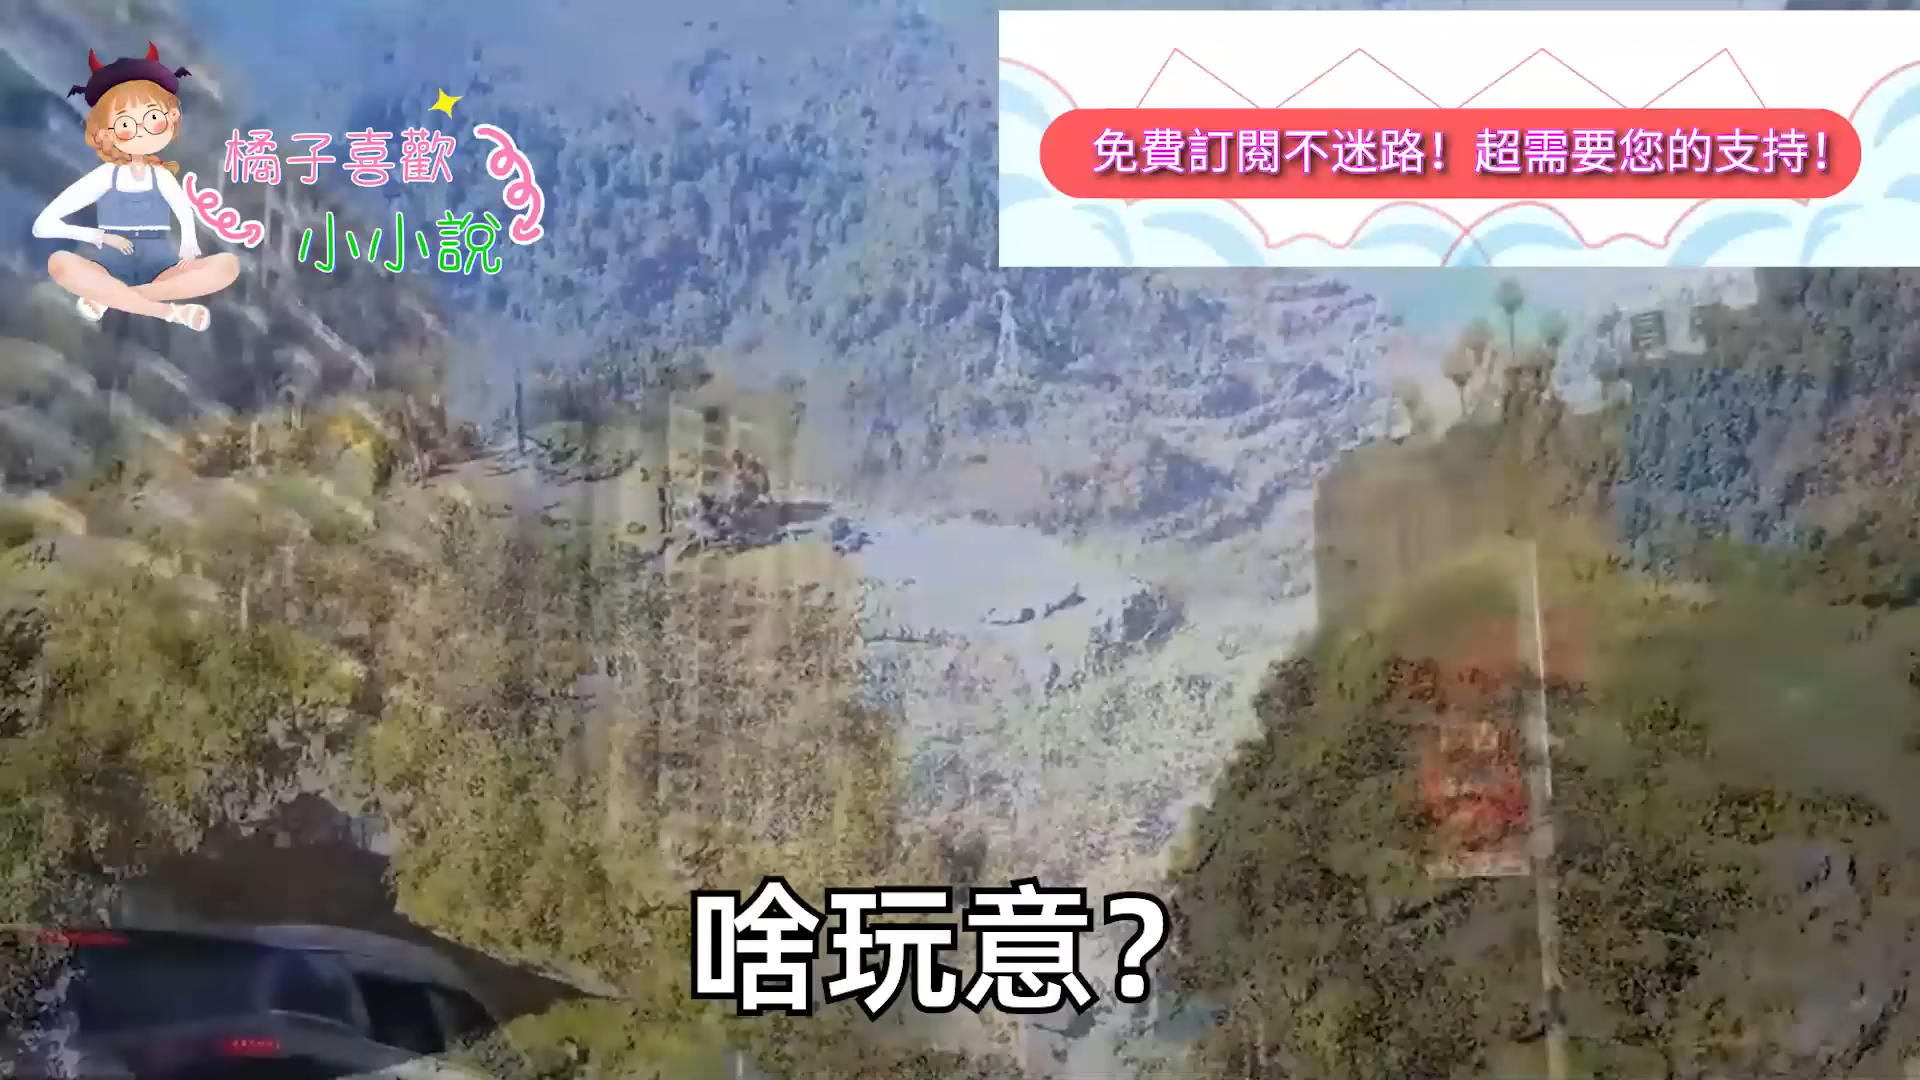 橘子喜歡
小小說
免費訂閱不迷路！超需要您的支持！
啥玩意？